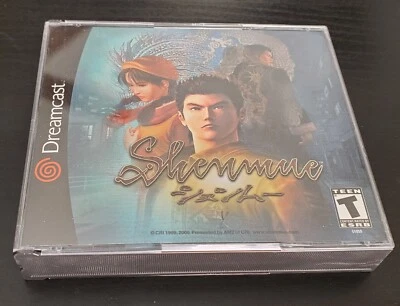 Dreamcast
Shenmue
シェンムー
TEEN
T
ESRB